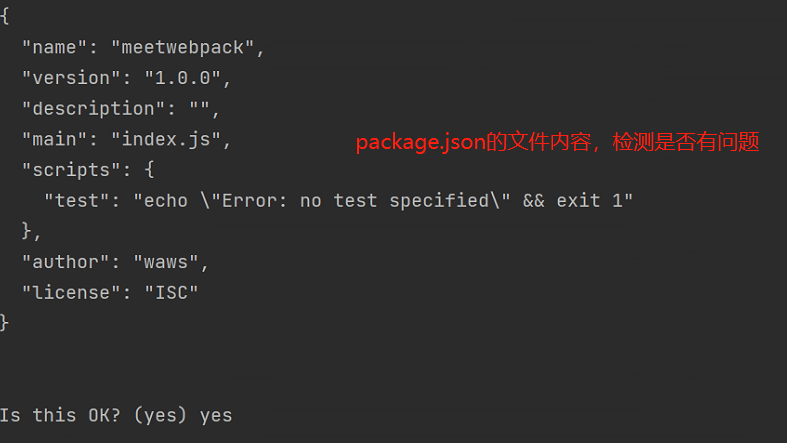 {
  "name": "meetwebpack",
  "version": "1.0.0",
  "description": "",
  "main": "index.js",
package.json的文件内容，检测是否有问题
  "scripts": {
    "test": "echo \"Error: no test specified\" && exit 1"
  },
  "author": "waws",
  "license": "ISC"
}
Is this OK? (yes) yes